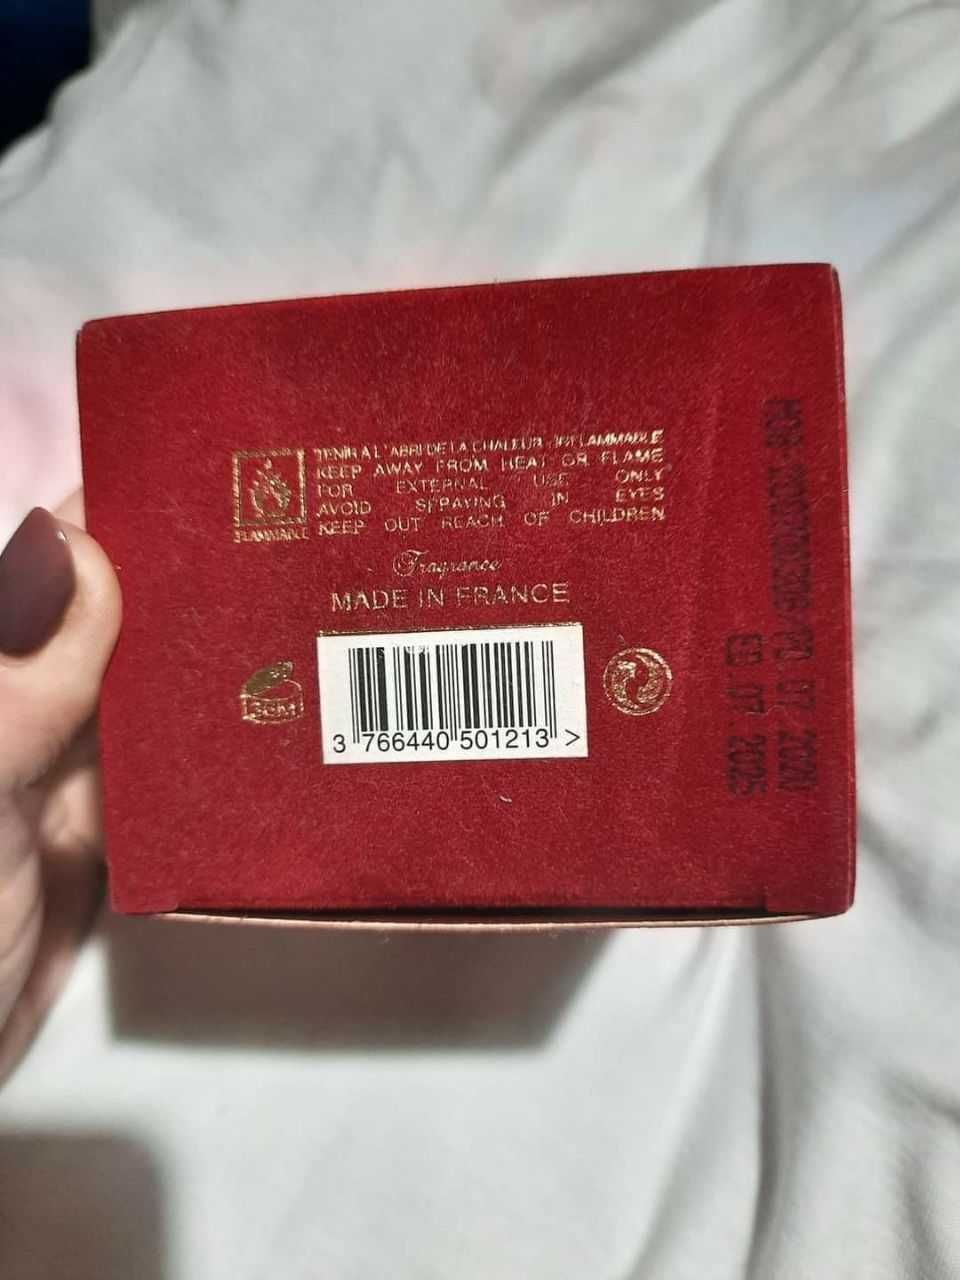 TENIR A L'ABRI DE LA CHALEUR - INFLAMMABLE
KEEP AWAY FROM HEAT OR FLAME
FOR EXTERNAL USE ONLY
AVOID SPRAYING IN EYES
KEEP OUT REACH OF CHILDREN
FLAMMABLE
Fragrance
MADE IN FRANCE
3 766440 501213 >
07.07.2020
07.2025